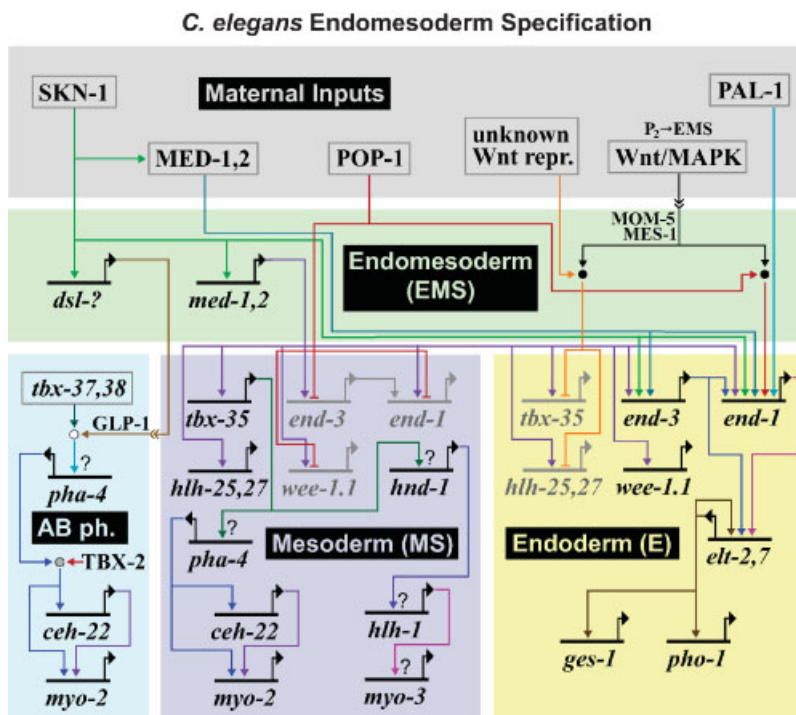 C. elegans Endomesoderm Specification
SKN-1
Maternal Inputs
PAL-1
MED-1,2
POP-1
unknown
Wnt repr.
P₂→EMS
Wnt/MAPK
MOM-5
MES-1
Endomesoderm
(EMS)
dsl-?
med-1,2
tbx-37,38
GLP-1
?
pha-4
AB ph.
TBX-2
ceh-22
myo-2
tbx-35
end-3
end-1
hlh-25,27
wee-1.1
?
hnd-1
?
pha-4
Mesoderm (MS)
ceh-22
?
hlh-1
myo-2
?
myo-3
tbx-35
end-3
end-1
hlh-25,27
wee-1.1
Endoderm (E)
elt-2,7
ges-1
pho-1